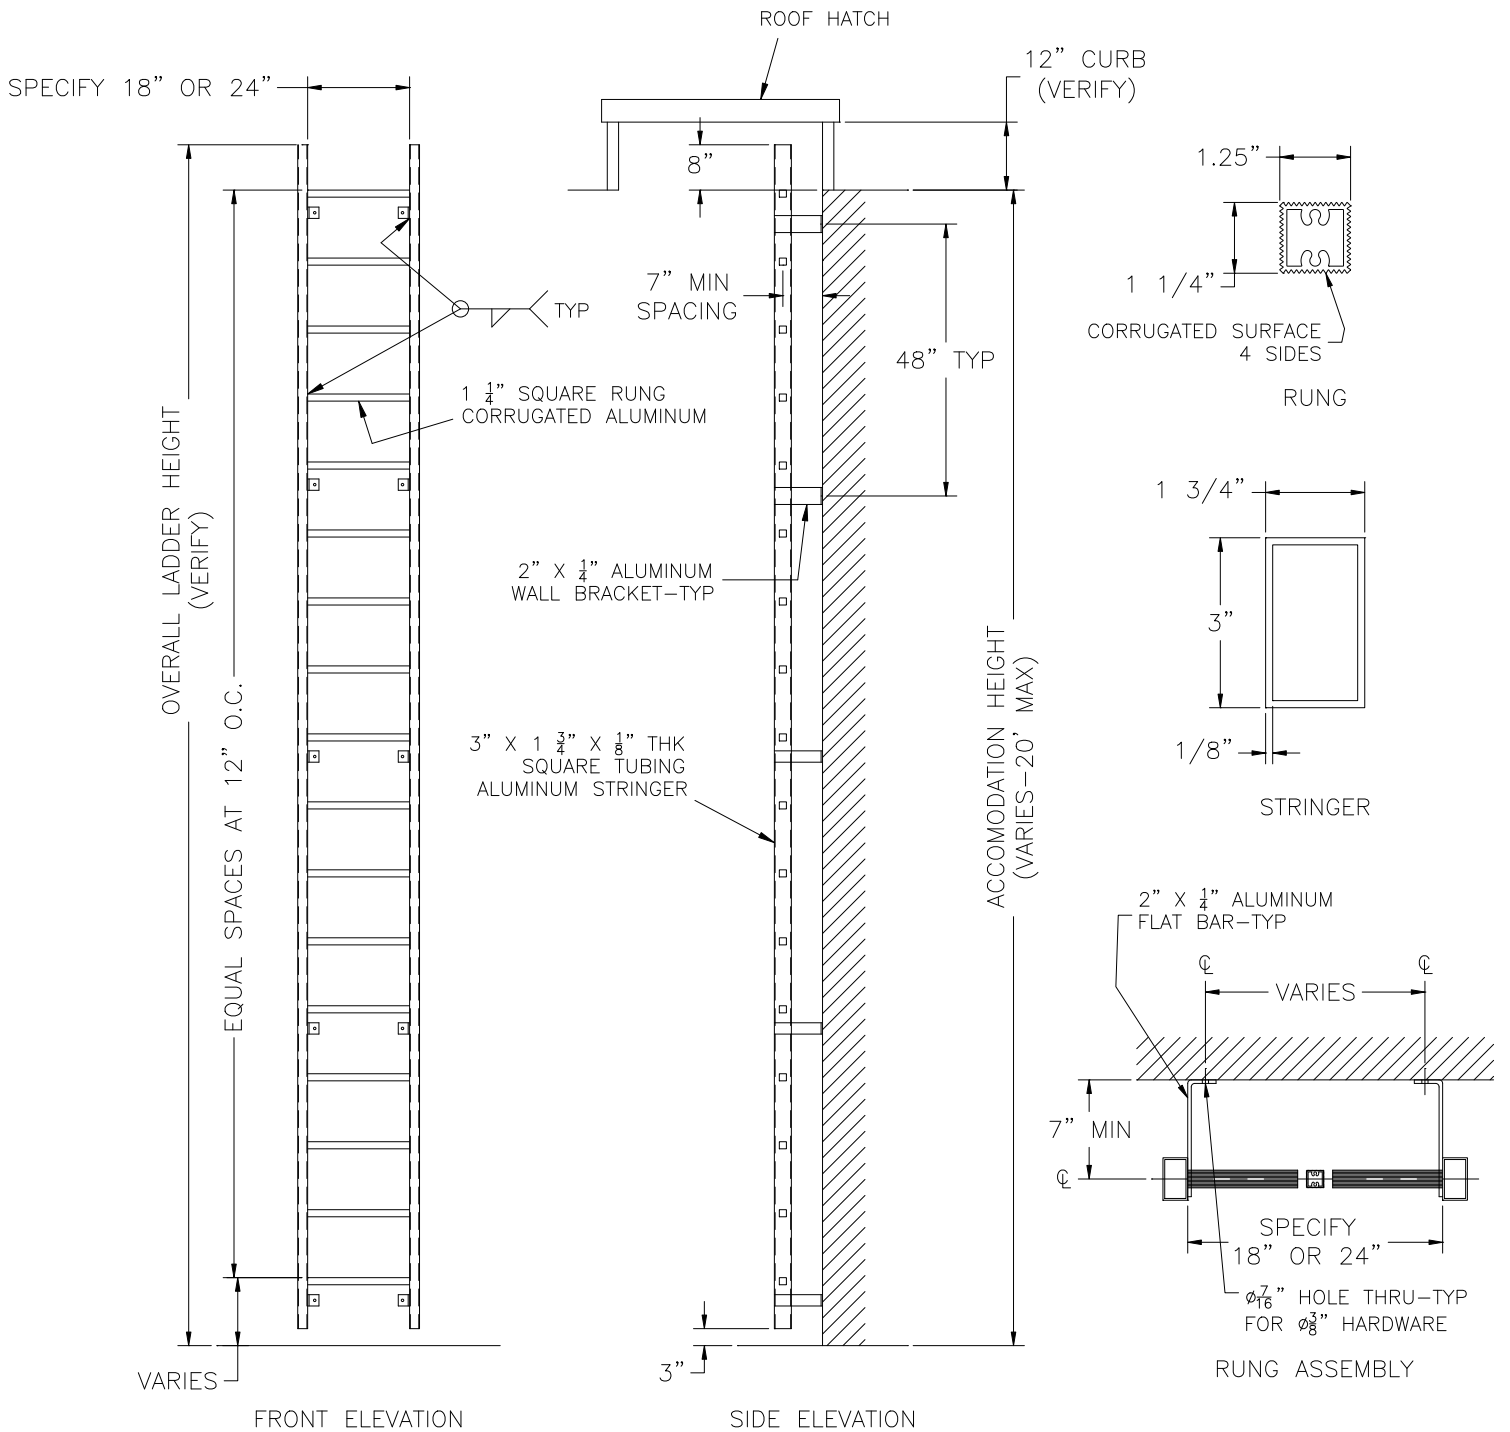 ROOF HATCH
SPECIFY 18" OR 24"
12" CURB
(VERIFY)
8"
1.25"
1 1/4"
CORRUGATED SURFACE
4 SIDES
RUNG
7" MIN
SPACING
TYP
48" TYP
1 1/4" SQUARE RUNG
CORRUGATED ALUMINUM
OVERALL LADDER HEIGHT
(VERIFY)
EQUAL SPACES AT 12" O.C.
2" X 1/4" ALUMINUM
WALL BRACKET-TYP
3" X 1 3/4" X 1/8" THK
SQUARE TUBING
ALUMINUM STRINGER
ACCOMODATION HEIGHT
(VARIES-20' MAX)
1 3/4"
3"
1/8"
STRINGER
2" X 1/4" ALUMINUM
FLAT BAR-TYP
℄ ℄
VARIES
7" MIN
℄
SPECIFY
18" OR 24"
ø7/16" HOLE THRU-TYP
FOR ø3/8" HARDWARE
RUNG ASSEMBLY
VARIES
3"
FRONT ELEVATION
SIDE ELEVATION